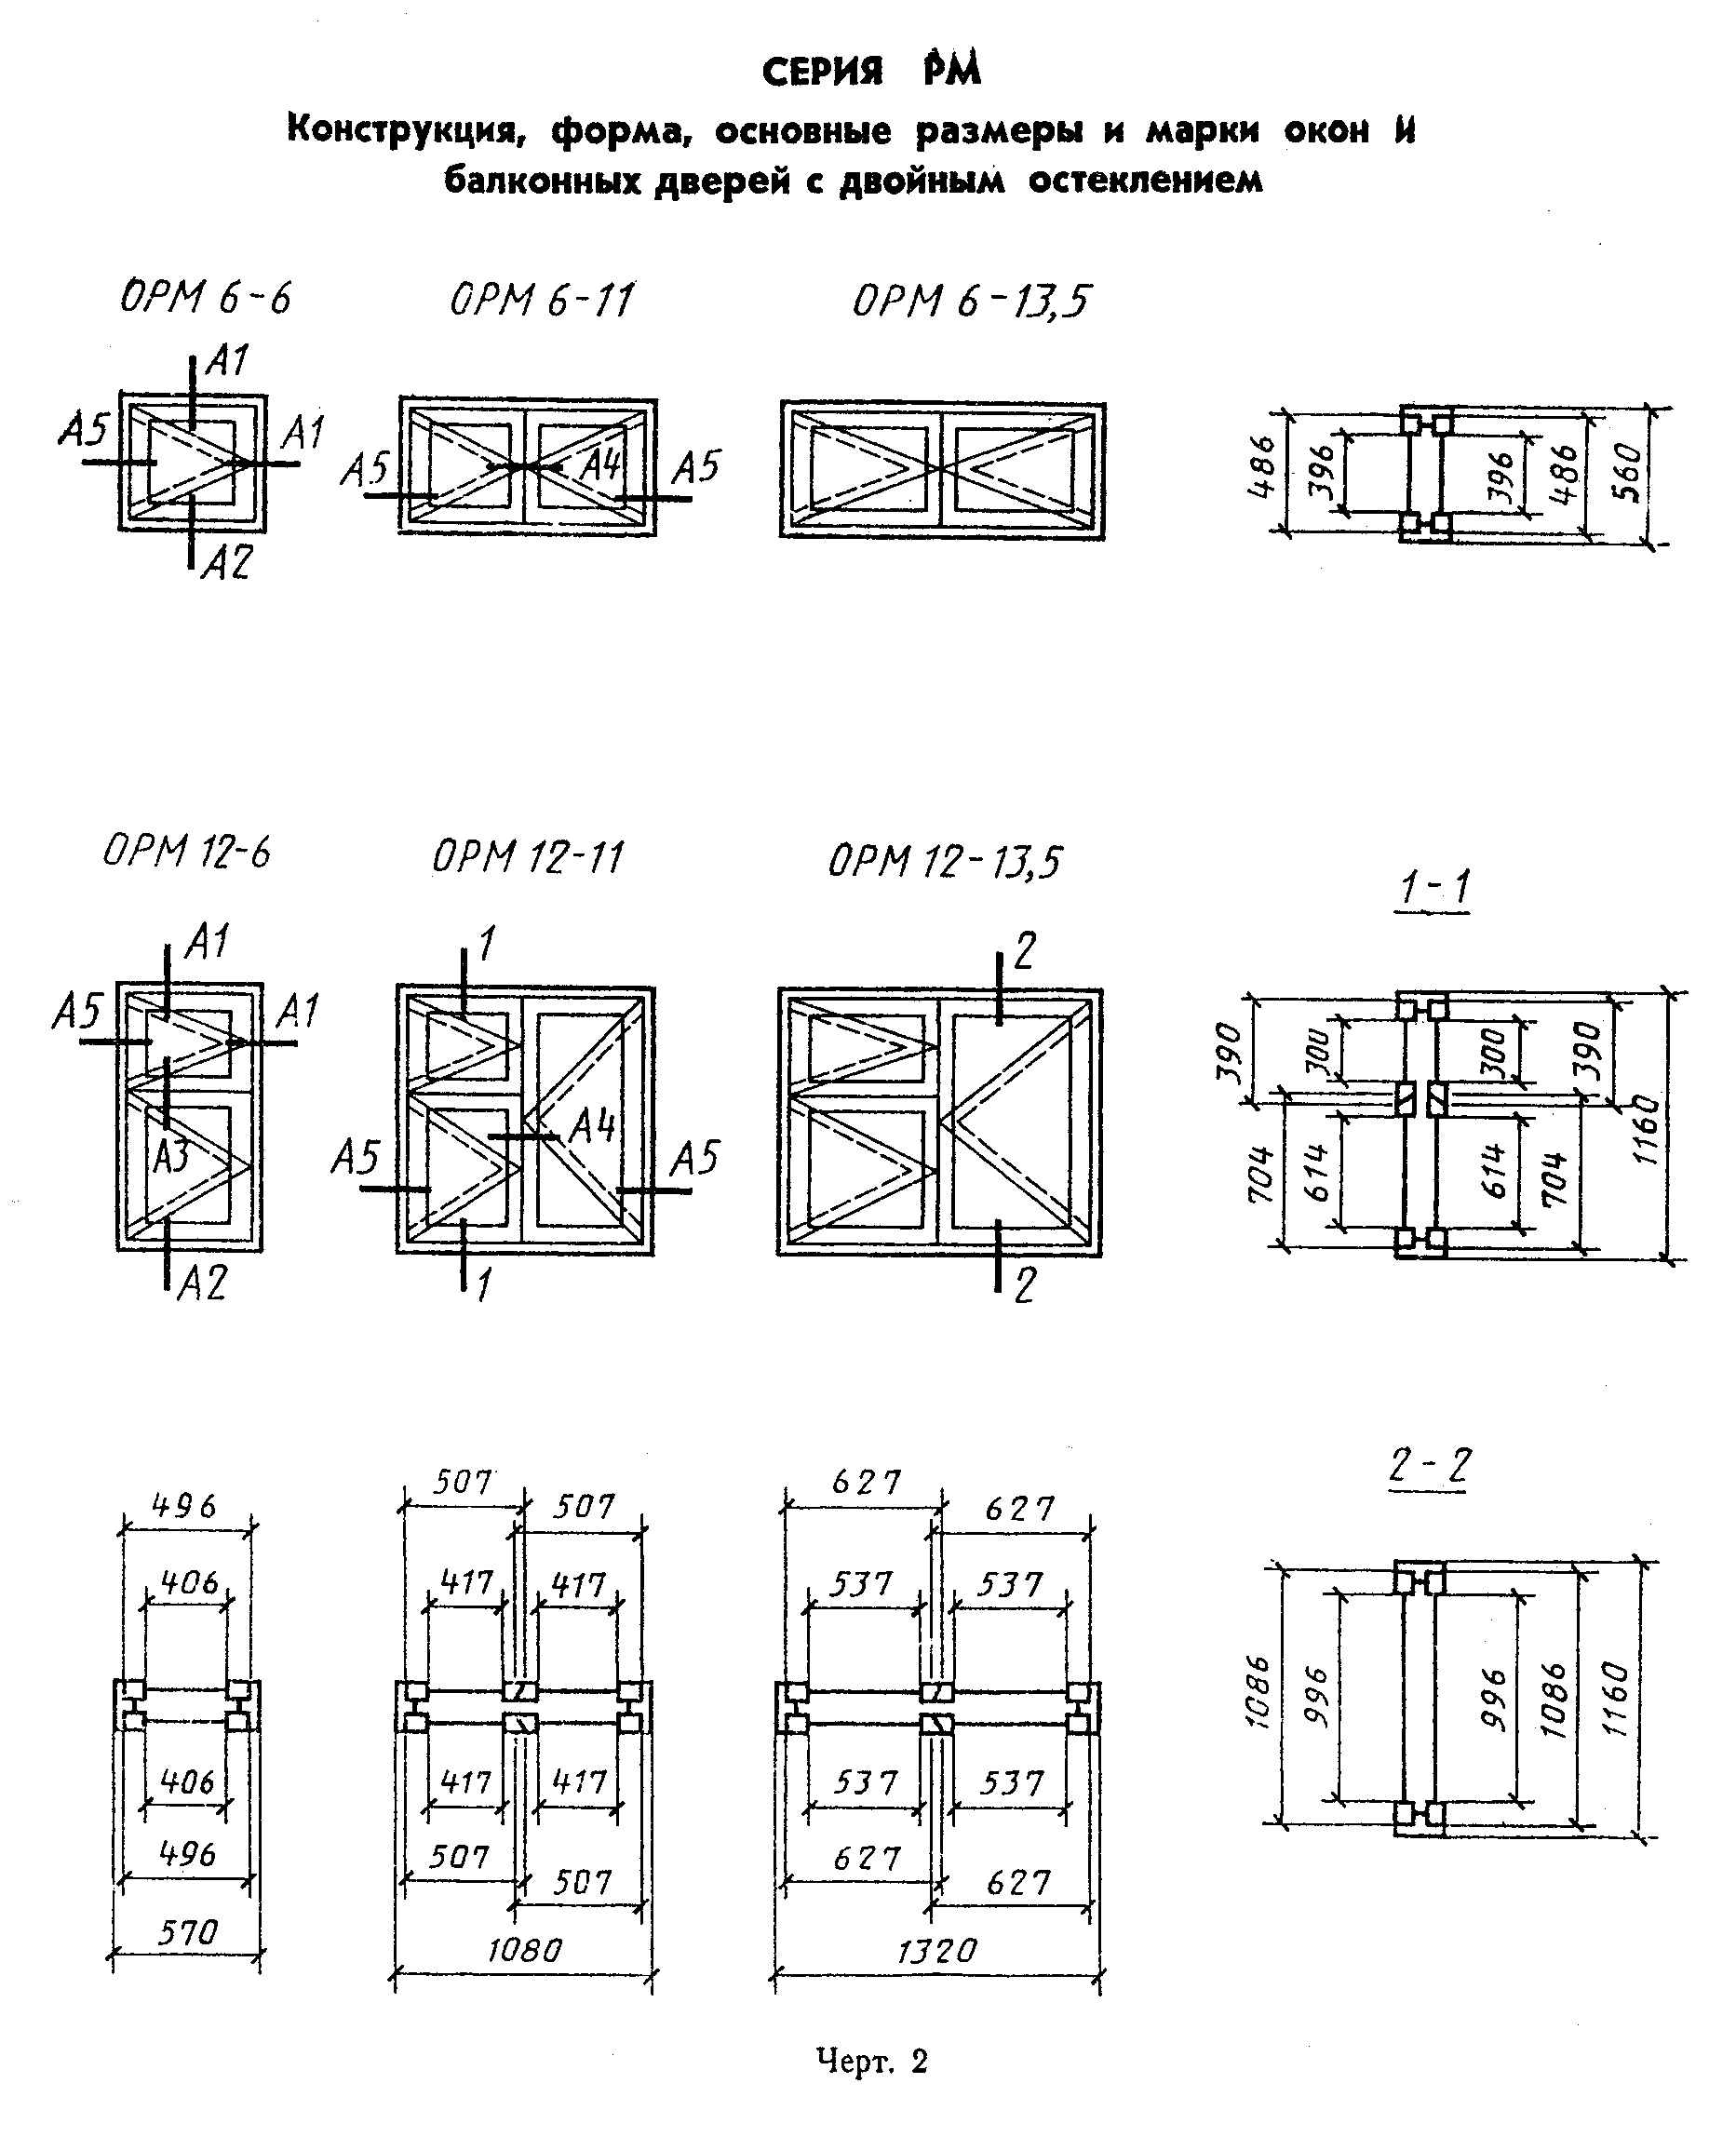 СЕРИЯ РМ
Конструкция, форма, основные размеры и марки окон и
балконных дверей с двойным остеклением
ОРМ 6-6
ОРМ 6-11
ОРМ 6-13,5
А1
А5
А1
А2
А5
А4
А5
486
396
396
486
560
ОРМ 12-6
ОРМ 12-11
ОРМ 12-13,5
1-1
А1
А5
А1
А3
А2
1
А4
А5
А5
1
2
2
390
300
300
390
704
614
614
704
1160
2-2
496
406
406
496
570
507
507
417
417
417
417
507
507
1080
627
627
537
537
537
537
627
627
1320
1086
996
996
1086
1160
Черт. 2